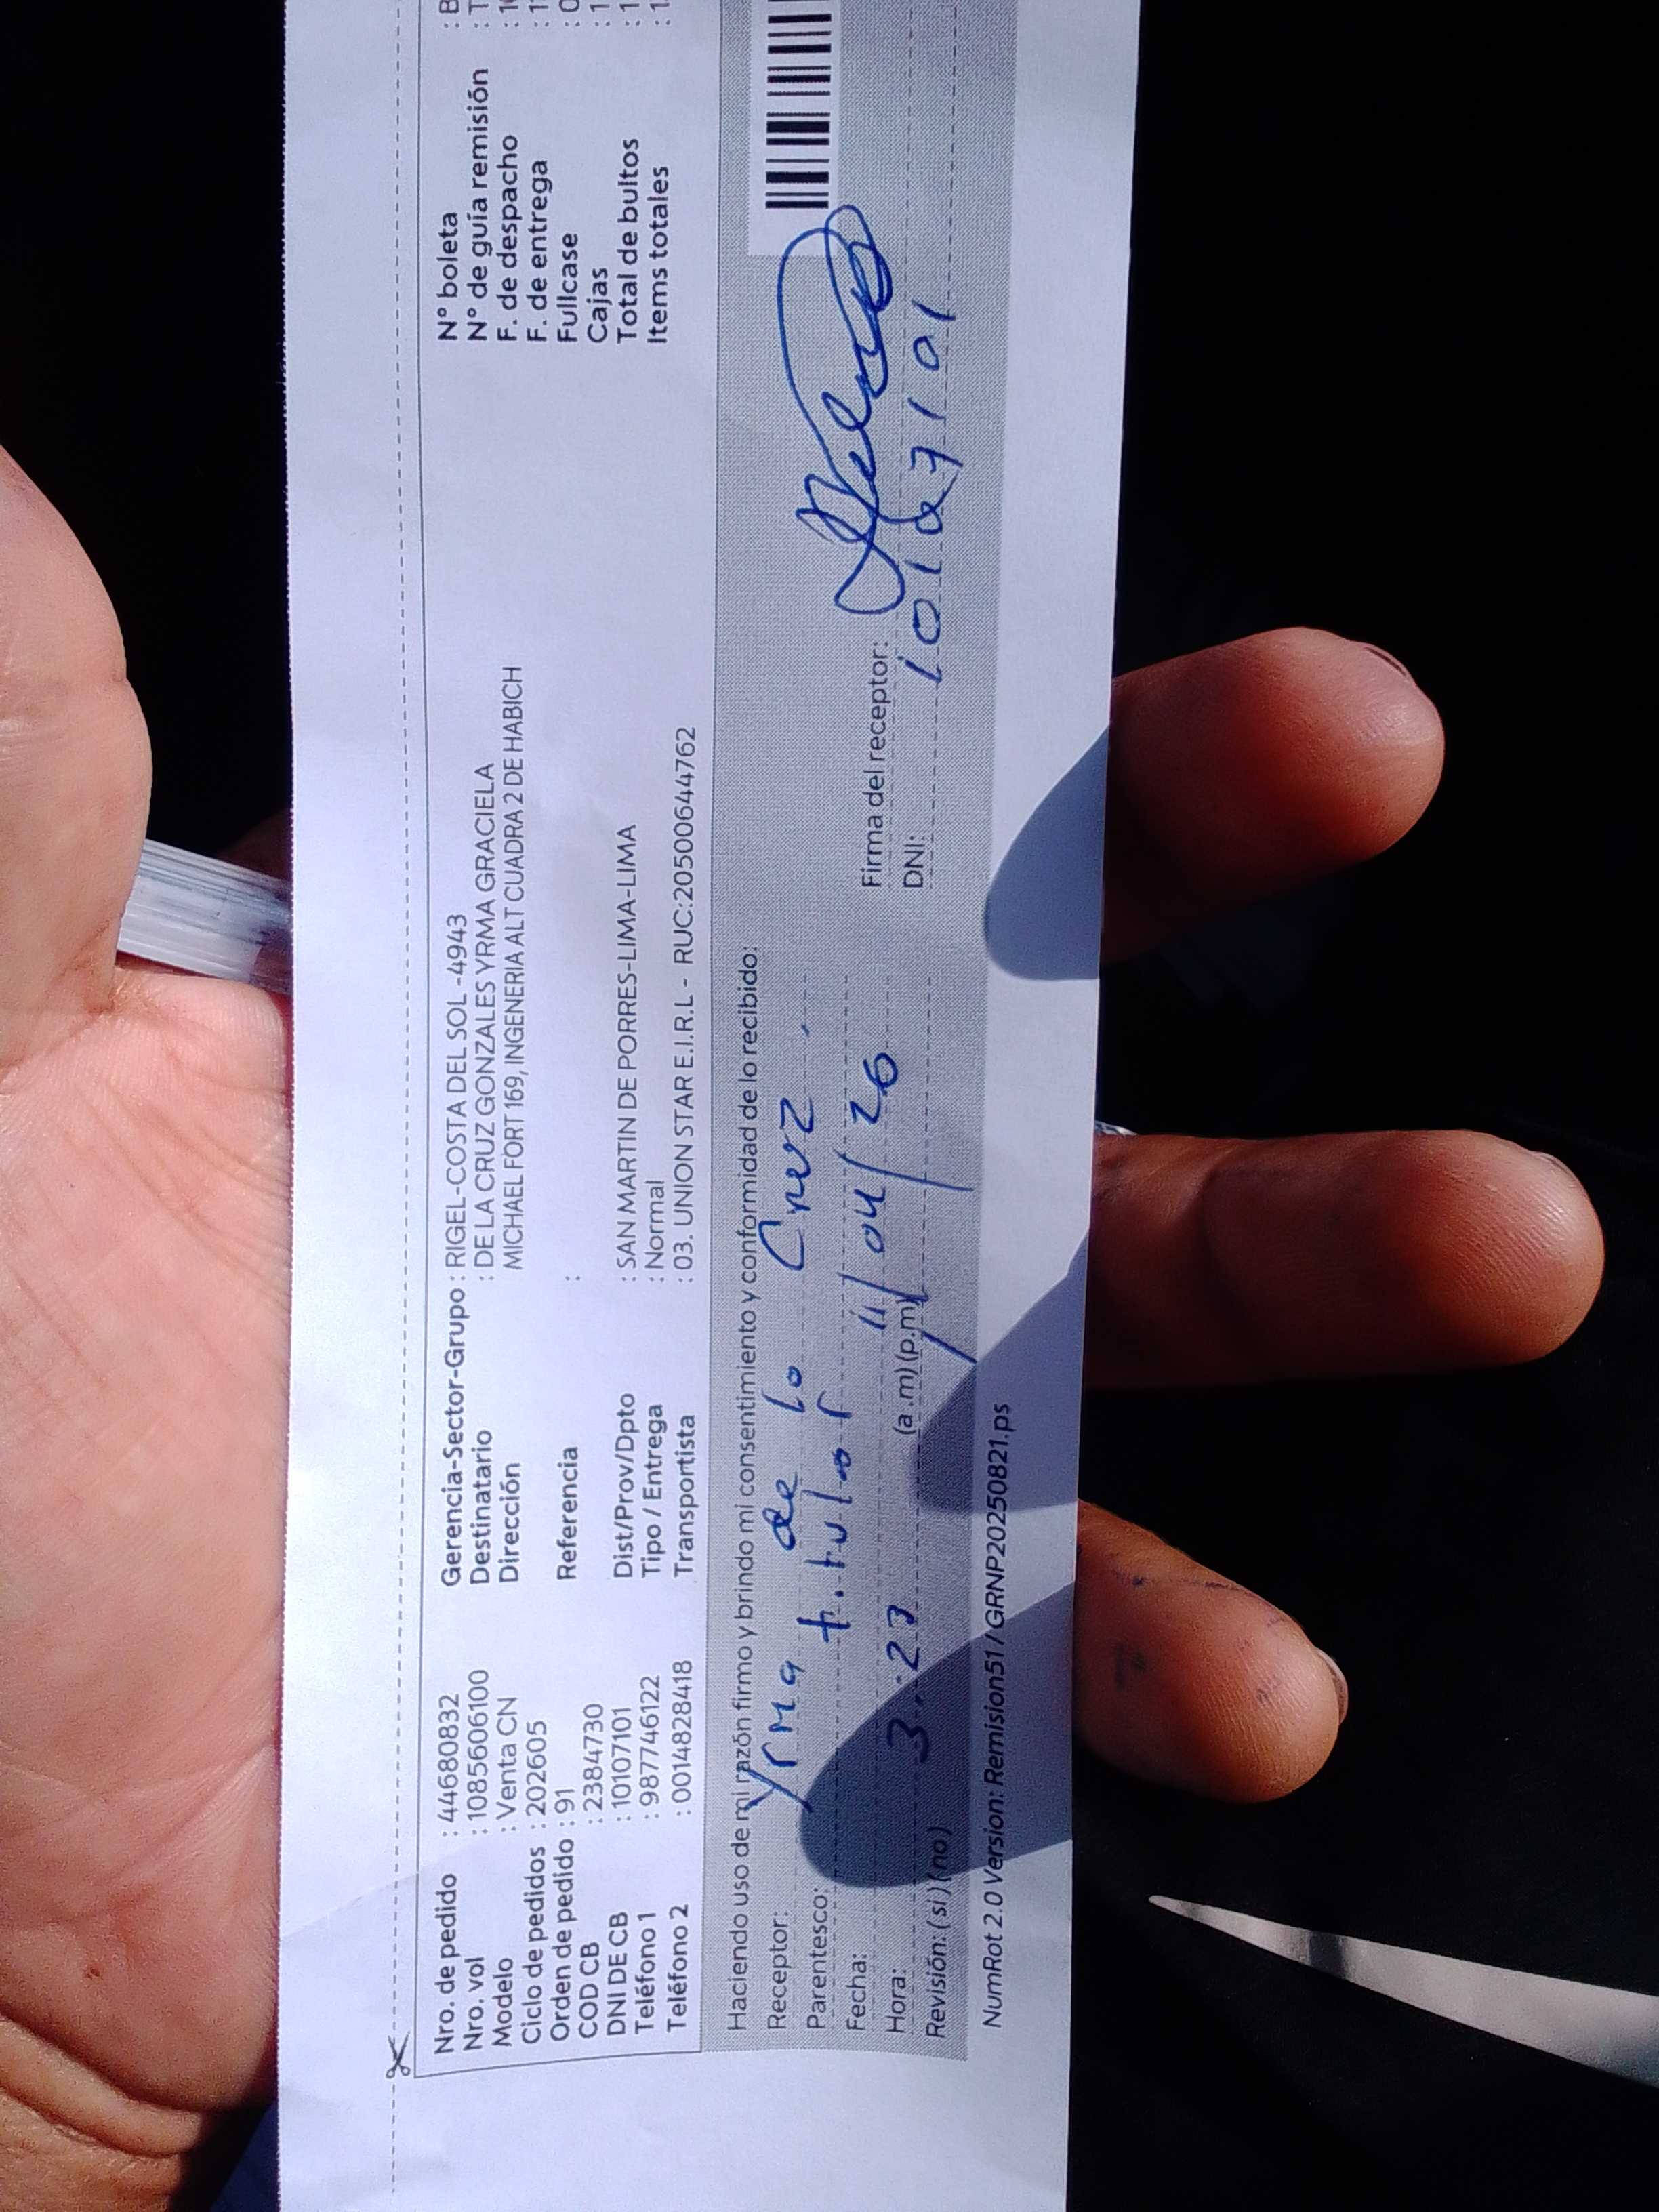 Nro. de pedido : 44680832
Nro. vol : 1085606100
Modelo : Venta CN
Ciclo de pedidos : 202605
Orden de pedido : 91
COD CB : 2384730
DNI DE CB : 10107101
Teléfono 1 : 987746122
Teléfono 2 : 0014828418
Gerencia-Sector-Grupo : RIGEL-COSTA DEL SOL -4943
Destinatario : DE LA CRUZ GONZALES YRMA GRACIELA
Dirección MICHAEL FORT 169, INGENERIA ALT CUADRA 2 DE HABICH
Referencia :
Dist/Prov/Dpto : SAN MARTIN DE PORRES-LIMA-LIMA
Tipo / Entrega : Normal
Transportista : 03. UNION STAR E.I.R.L - RUC:20500644762
N° boleta :
N° de guía remisión :
F. de despacho :
F. de entrega :
Fullcase :
Cajas :
Total de bultos :
Items totales :
Haciendo uso de mi razón firmo y brindo mi consentimiento y conformidad de lo recibido:
Receptor: Yrma de la Cruz
Parentesco: titular
Fecha: 11/04/26
Hora: 3:23 (a.m) (p.m)
Revisión: (si) (no)
Firma del receptor:
DNI: 10107101
NumRot 2.0 Version: Remision51 / GRNP20250821.ps